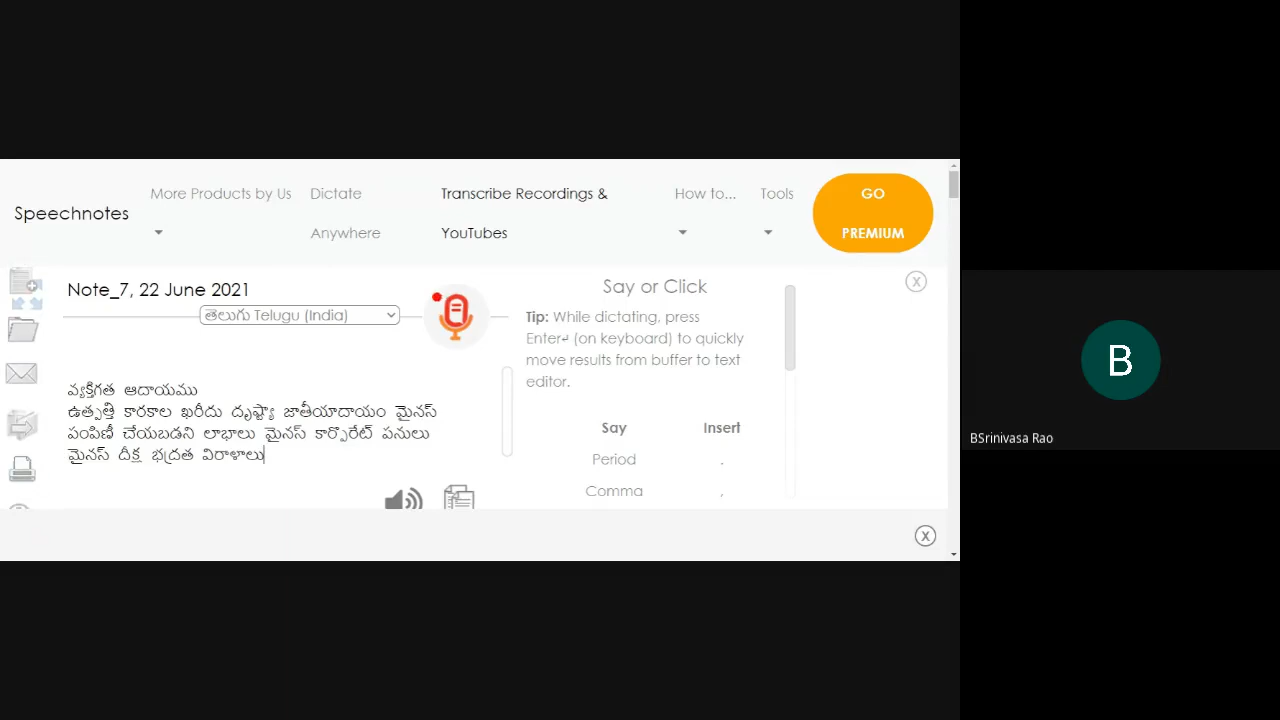 More Products by Us
Dictate Anywhere
Transcribe Recordings & YouTubes
How to...
Tools
GO PREMIUM
Speechnotes
Note_7, 22 June 2021
తెలుగు Telugu (India)
వ్యక్తిగత ఆదాయము
ఉత్పత్తి కారకాల ఖరీదు దృష్ట్యా జాతీయాదాయం మైనస్
పంపిణీ చేయబడని లాభాలు మైనస్ కార్పొరేట్ పనులు
మైనస్ దీక్ష భద్రత విరాళాలు
Say or Click
Tip: While dictating, press
Enter↵ (on keyboard) to quickly
move results from buffer to text
editor.
Say Insert
Period .
Comma ,
B
BSrinivasa Rao